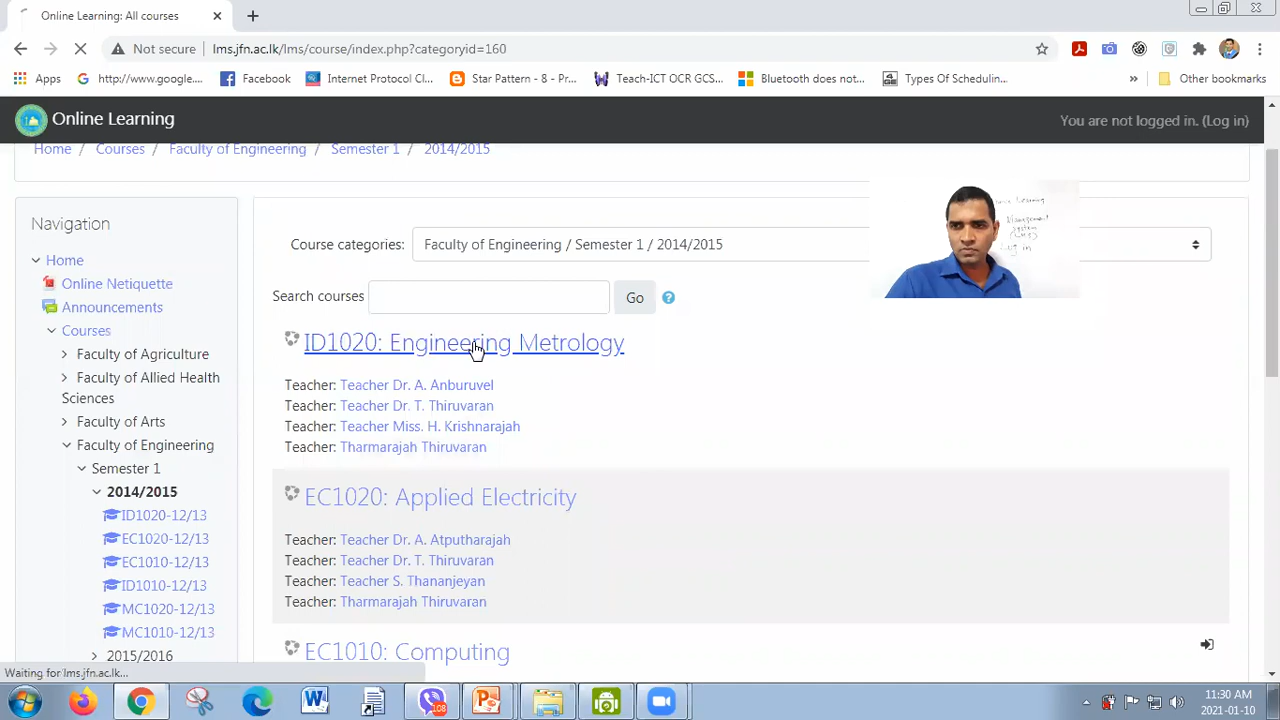 Online Learning: All courses
Not secure
lms.jfn.ac.lk/lms/course/index.php?categoryid=160
Apps
http://www.google....
Facebook
Internet Protocol Cl...
Star Pattern - 8 - Pr...
Teach-ICT OCR GCS...
Bluetooth does not...
Types Of Schedulin...
»
Other bookmarks
Online Learning
You are not logged in. (Log in)
Home / Courses / Faculty of Engineering / Semester 1 / 2014/2015
Navigation
Home
Online Netiquette
Announcements
Courses
Faculty of Agriculture
Faculty of Allied Health
Sciences
Faculty of Arts
Faculty of Engineering
Semester 1
2014/2015
ID1020-12/13
EC1020-12/13
EC1010-12/13
ID1010-12/13
MC1020-12/13
MC1010-12/13
2015/2016
Course categories:
Faculty of Engineering / Semester 1 / 2014/2015
Search courses
Go
ID1020: Engineering Metrology
Teacher: Teacher Dr. A. Anburuvel
Teacher: Teacher Dr. T. Thiruvaran
Teacher: Teacher Miss. H. Krishnarajah
Teacher: Tharmarajah Thiruvaran
EC1020: Applied Electricity
Teacher: Teacher Dr. A. Atputharajah
Teacher: Teacher Dr. T. Thiruvaran
Teacher: Teacher S. Thananjeyan
Teacher: Tharmarajah Thiruvaran
EC1010: Computing
Learning
Management
System
(LMS)
Log in
Waiting for lms.jfn.ac.lk...
108
11:30 AM
2021-01-10